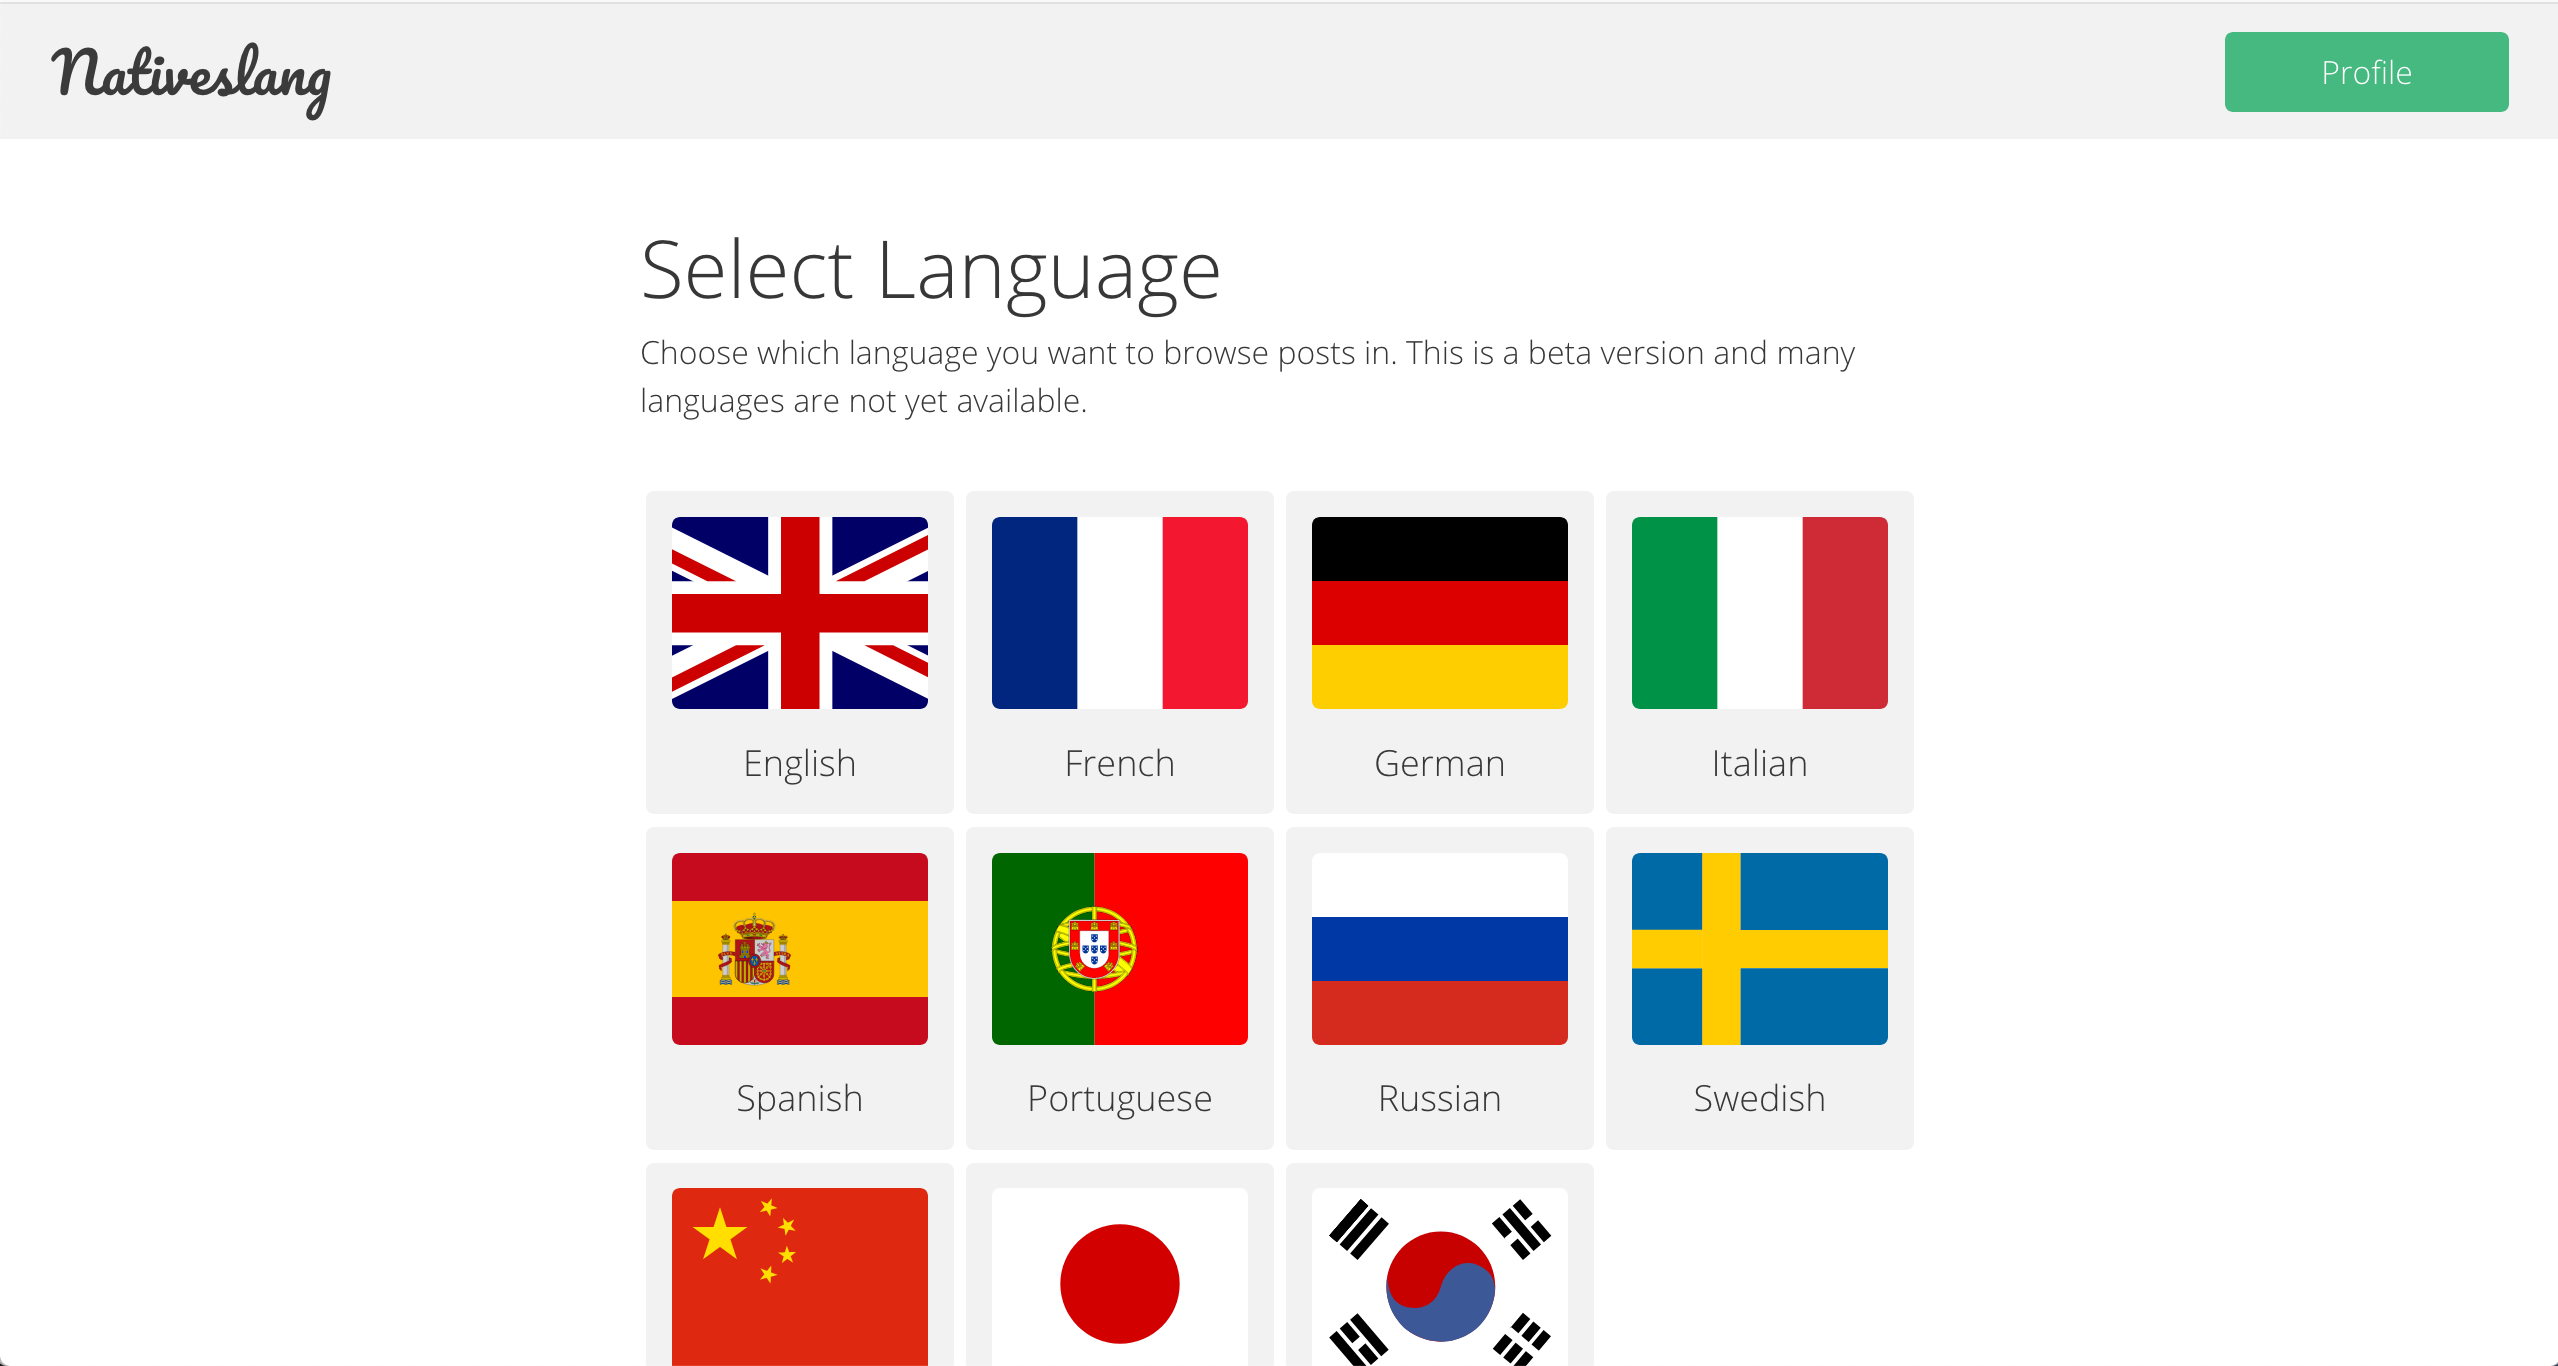 Nativeslang
Profile
Select Language
Choose which language you want to browse posts in. This is a beta version and many
languages are not yet available.
English
French
German
Italian
Spanish
Portuguese
Russian
Swedish